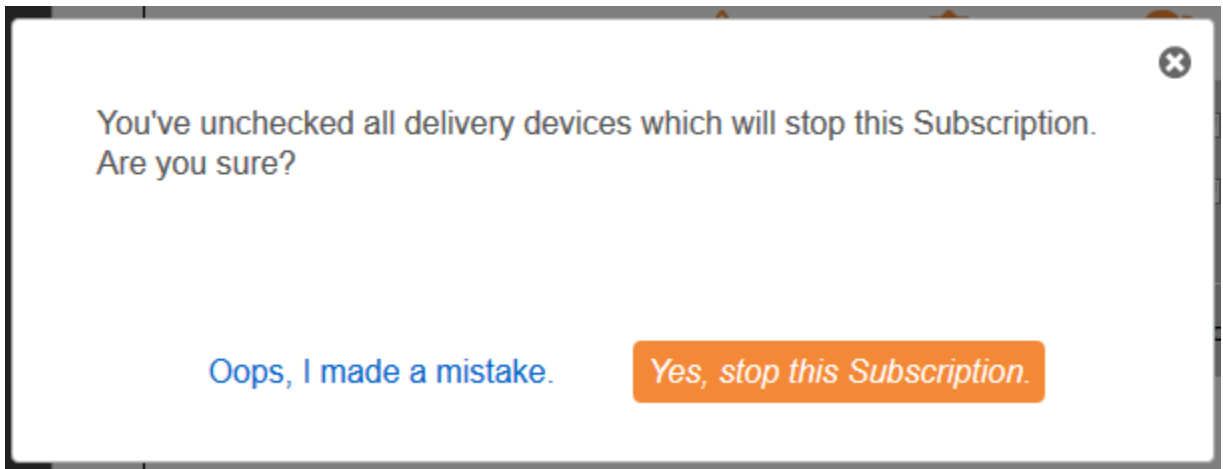 You've unchecked all delivery devices which will stop this Subscription.
Are you sure?
Oops, I made a mistake.
Yes, stop this Subscription.